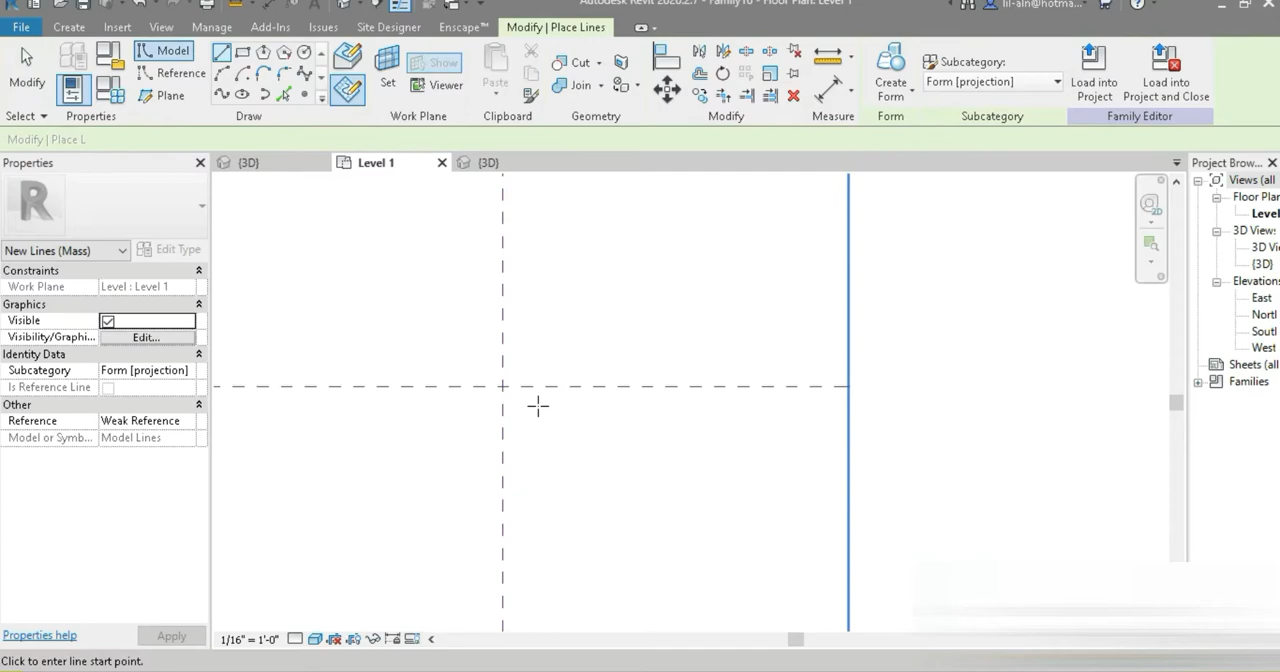 Autodesk Revit 2020.2.7 - Family10 - Floor Plan: Level 1
lil-ain@hotma...
File Create Insert View Manage Add-Ins Issues Site Designer Enscape™ Modify | Place Lines
Modify
Model
Reference
Plane
Set
Show
Viewer
Paste
Cut
Join
Create
Form
Subcategory:
Form [projection]
Load into
Project
Load into
Project and Close
Select Properties Draw Work Plane Clipboard Geometry Modify Measure Form Subcategory Family Editor
Modify | Place L
Properties
{3D}
Level 1
{3D}
Project Brow...
New Lines (Mass)
Edit Type
Constraints
Work Plane Level : Level 1
Graphics
Visible
Visibility/Graphi... Edit...
Identity Data
Subcategory Form [projection]
Is Reference Line
Other
Reference Weak Reference
Model or Symb... Model Lines
Properties help
Apply
Views (all
Floor Plan
Level
3D View:
3D Vi
{3D}
Elevations
East
Nortl
Soutl
West
Sheets (all
Families
1/16" = 1'-0"
Click to enter line start point.